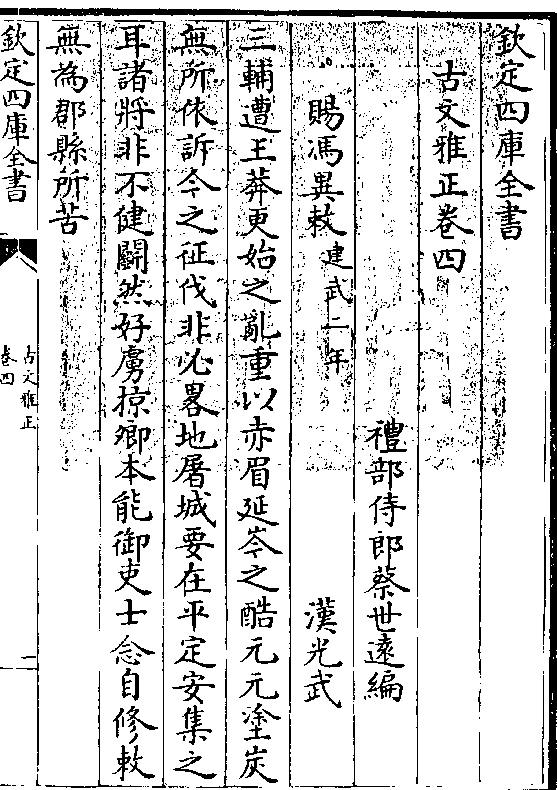 欽定四庫全書
古文雅正卷四
禮部侍郎蔡世遠編
賜馮異敕建武二年 漢光武
三輔遭王莽更始之亂重以赤眉延岑之酷元元塗炭
無所依訴今之征伐非必畧地屠城要在平定安集之
耳諸將非不健鬭然好虜掠卿本能御吏士念自修敕
無為郡縣所苦
欽定四庫全書
古文雅正
卷四
一